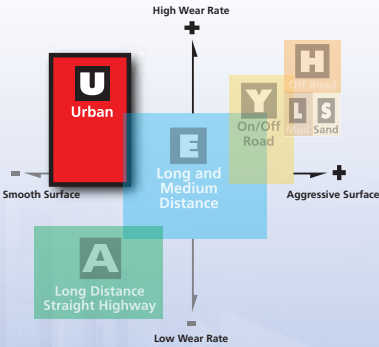 High Wear Rate
+
H
Off Road
U
Urban
Y
On/Off
Road
L
Mud
S
Sand
E
Long and
Medium
Distance
-
+
Smooth Surface
Aggressive Surface
A
Long Distance
Straight Highway
-
Low Wear Rate